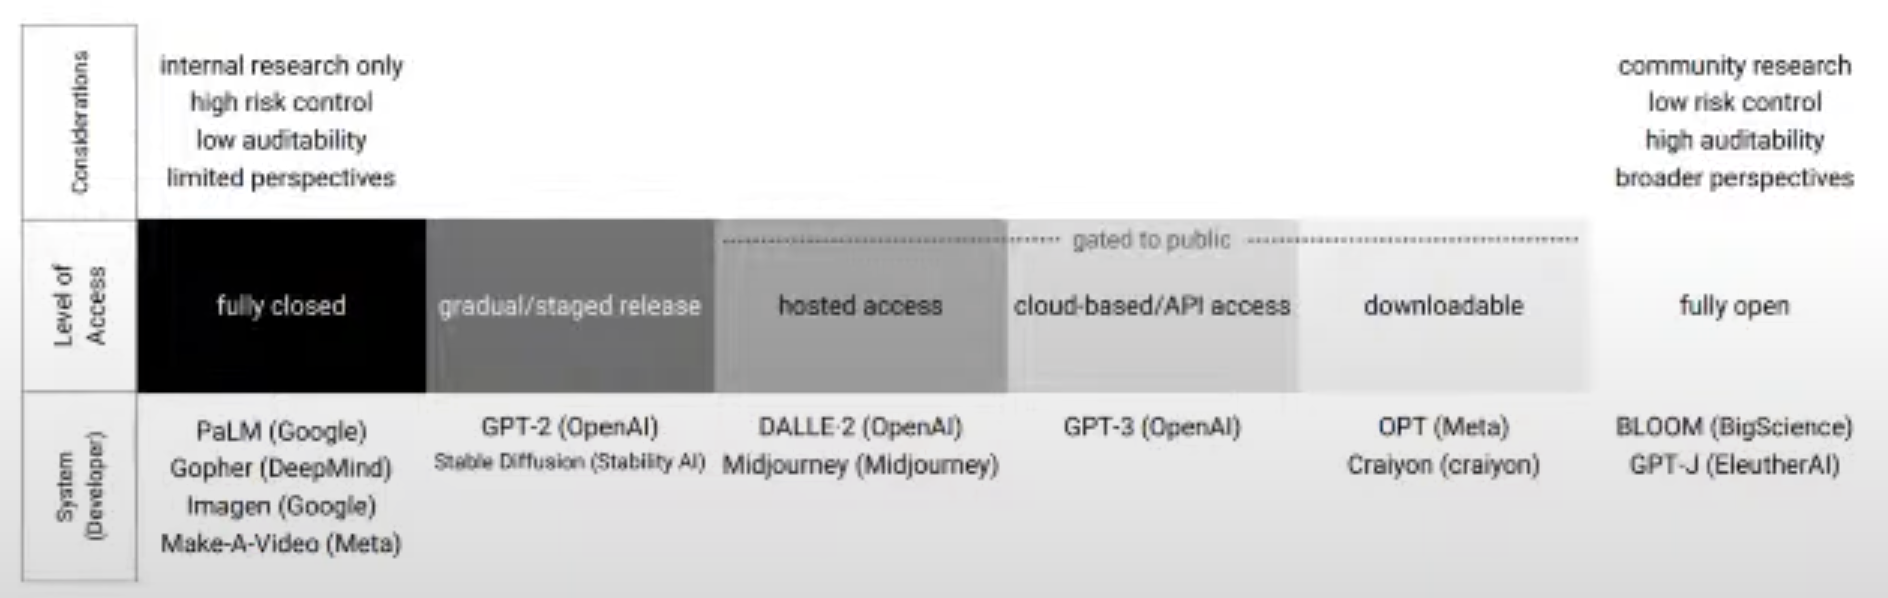 Considerations
internal research only
high risk control
low auditability
limited perspectives
community research
low risk control
high auditability
broader perspectives
Level of
Access
gated to public
fully closed
gradual/staged release
hosted access
cloud-based/API access
downloadable
fully open
System
(Developer)
PaLM (Google)
Gopher (DeepMind)
Imagen (Google)
Make-A-Video (Meta)
GPT-2 (OpenAI)
Stable Diffusion (Stability AI)
DALLE·2 (OpenAI)
Midjourney (Midjourney)
GPT-3 (OpenAI)
OPT (Meta)
Craiyon (craiyon)
BLOOM (BigScience)
GPT-J (EleutherAI)